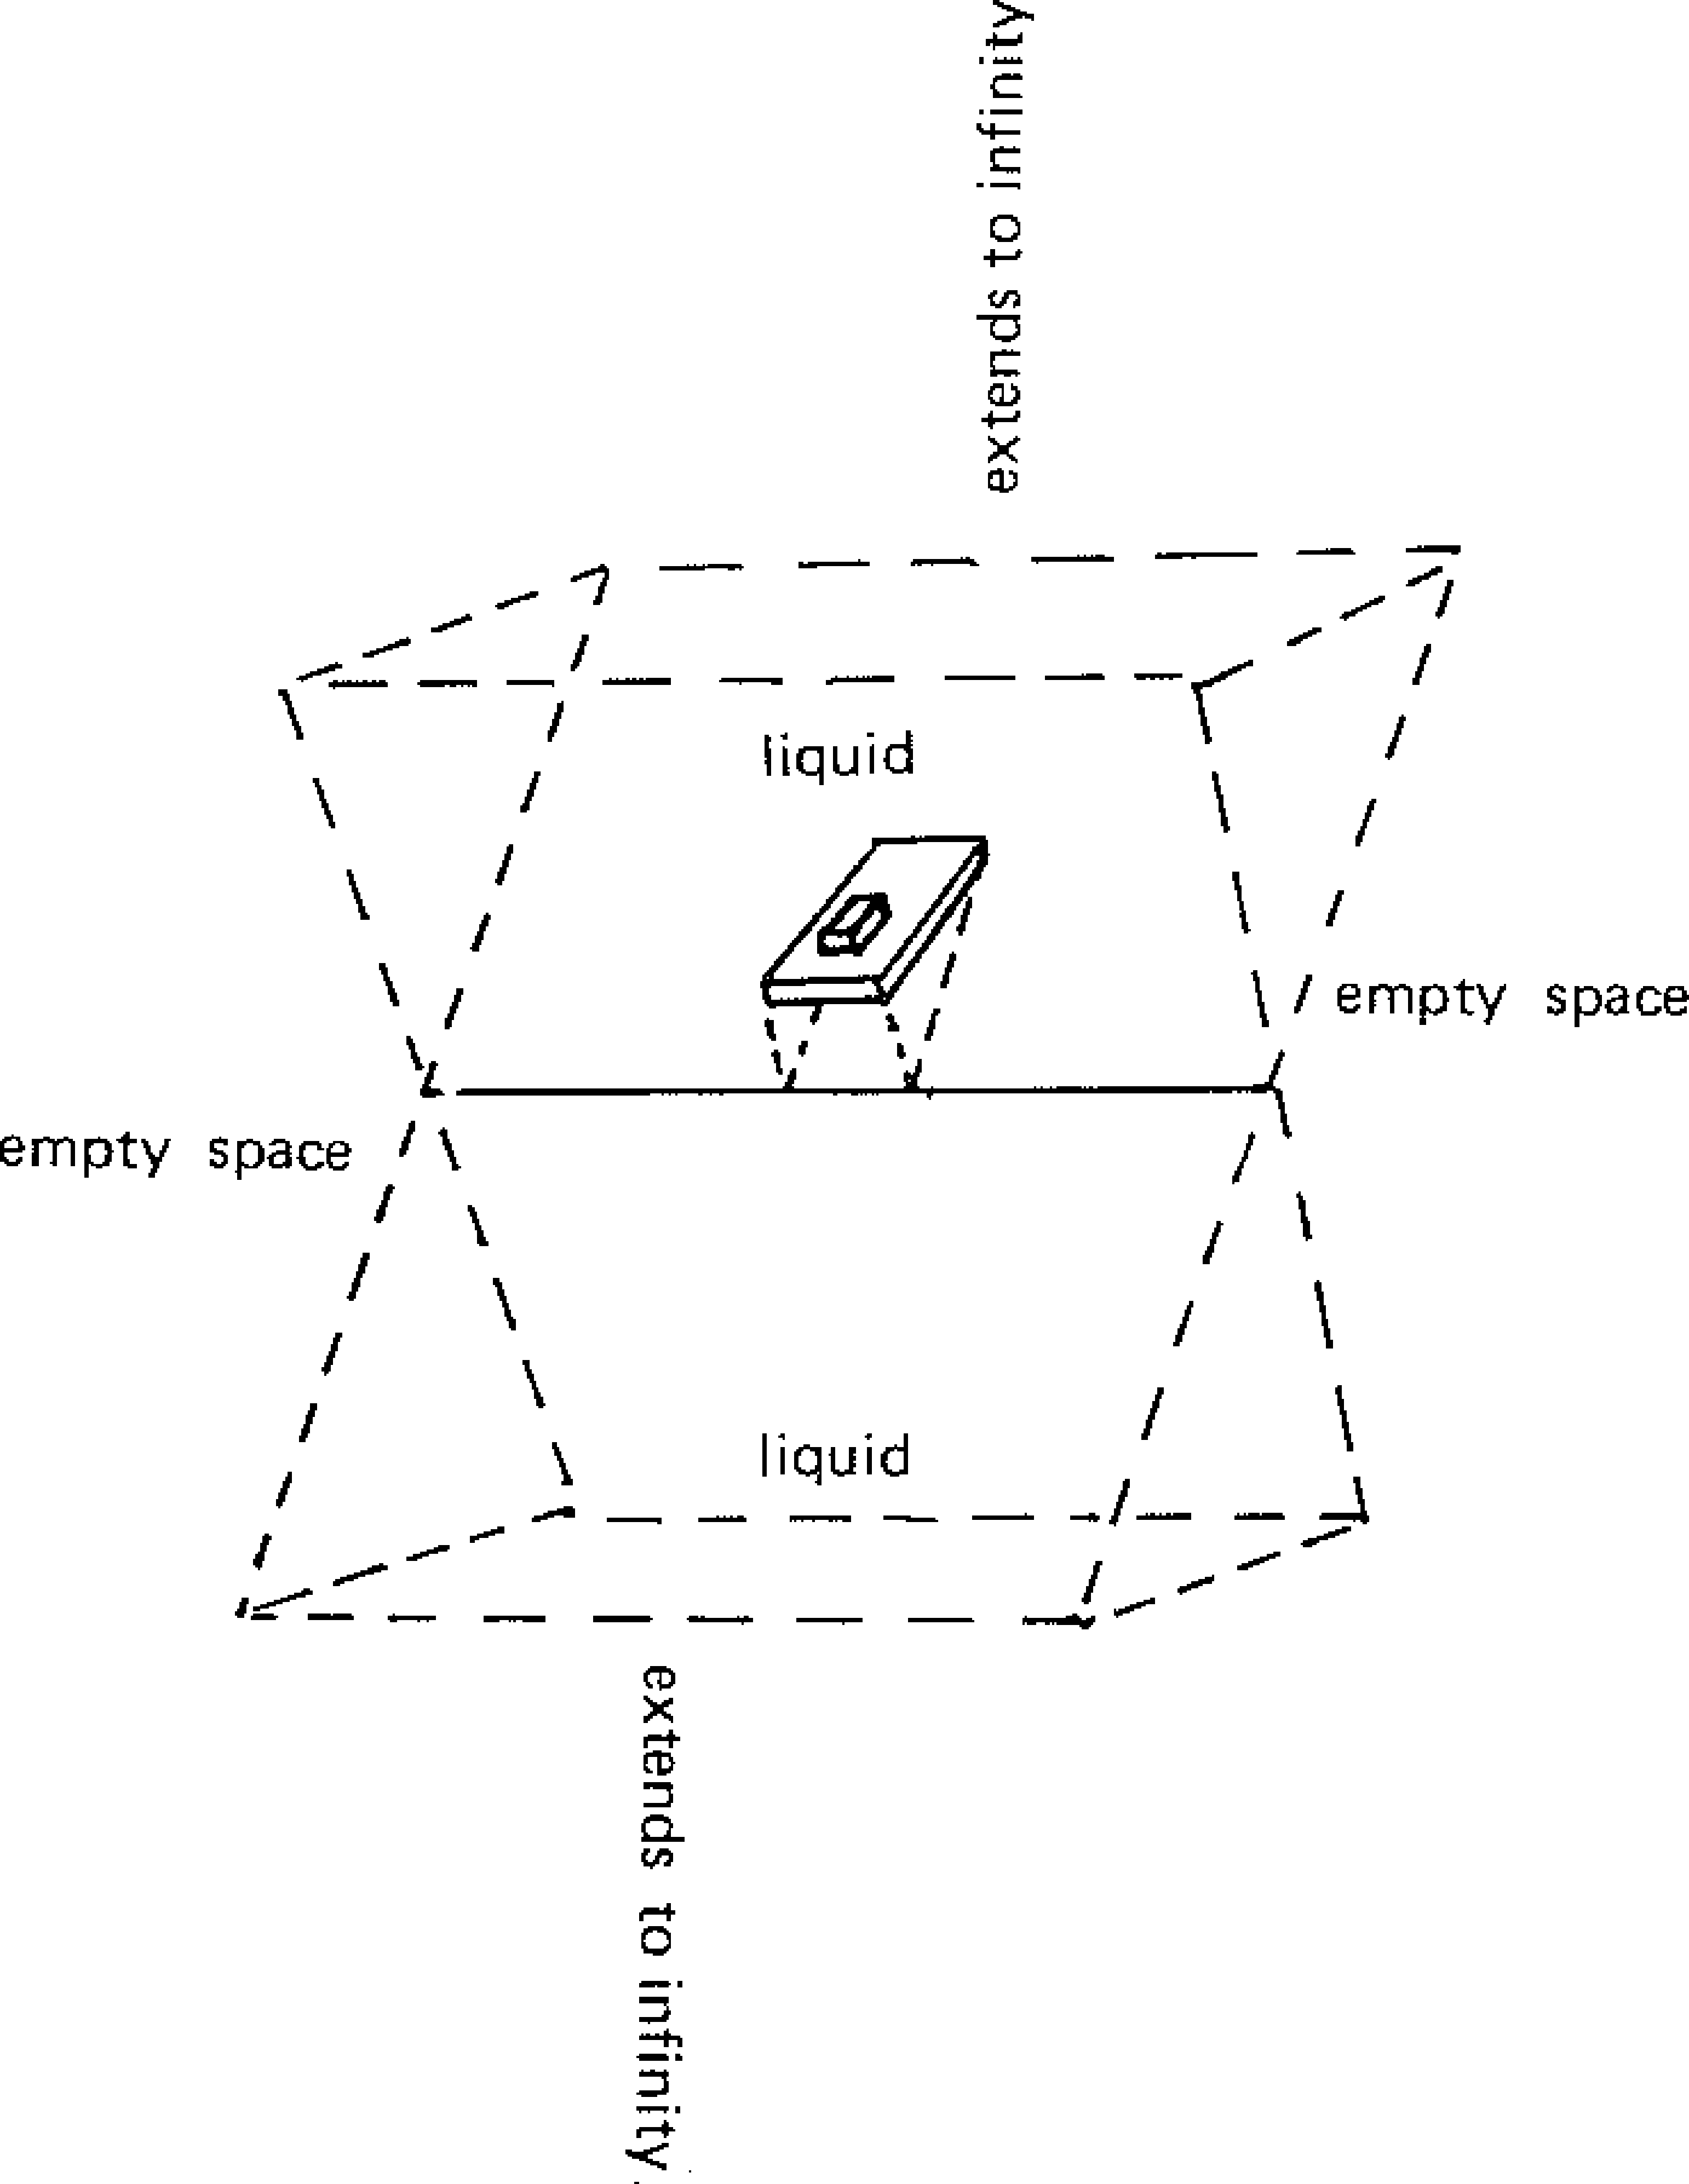 extends to infinity
liquid
empty space
empty space
liquid
extends to infinity